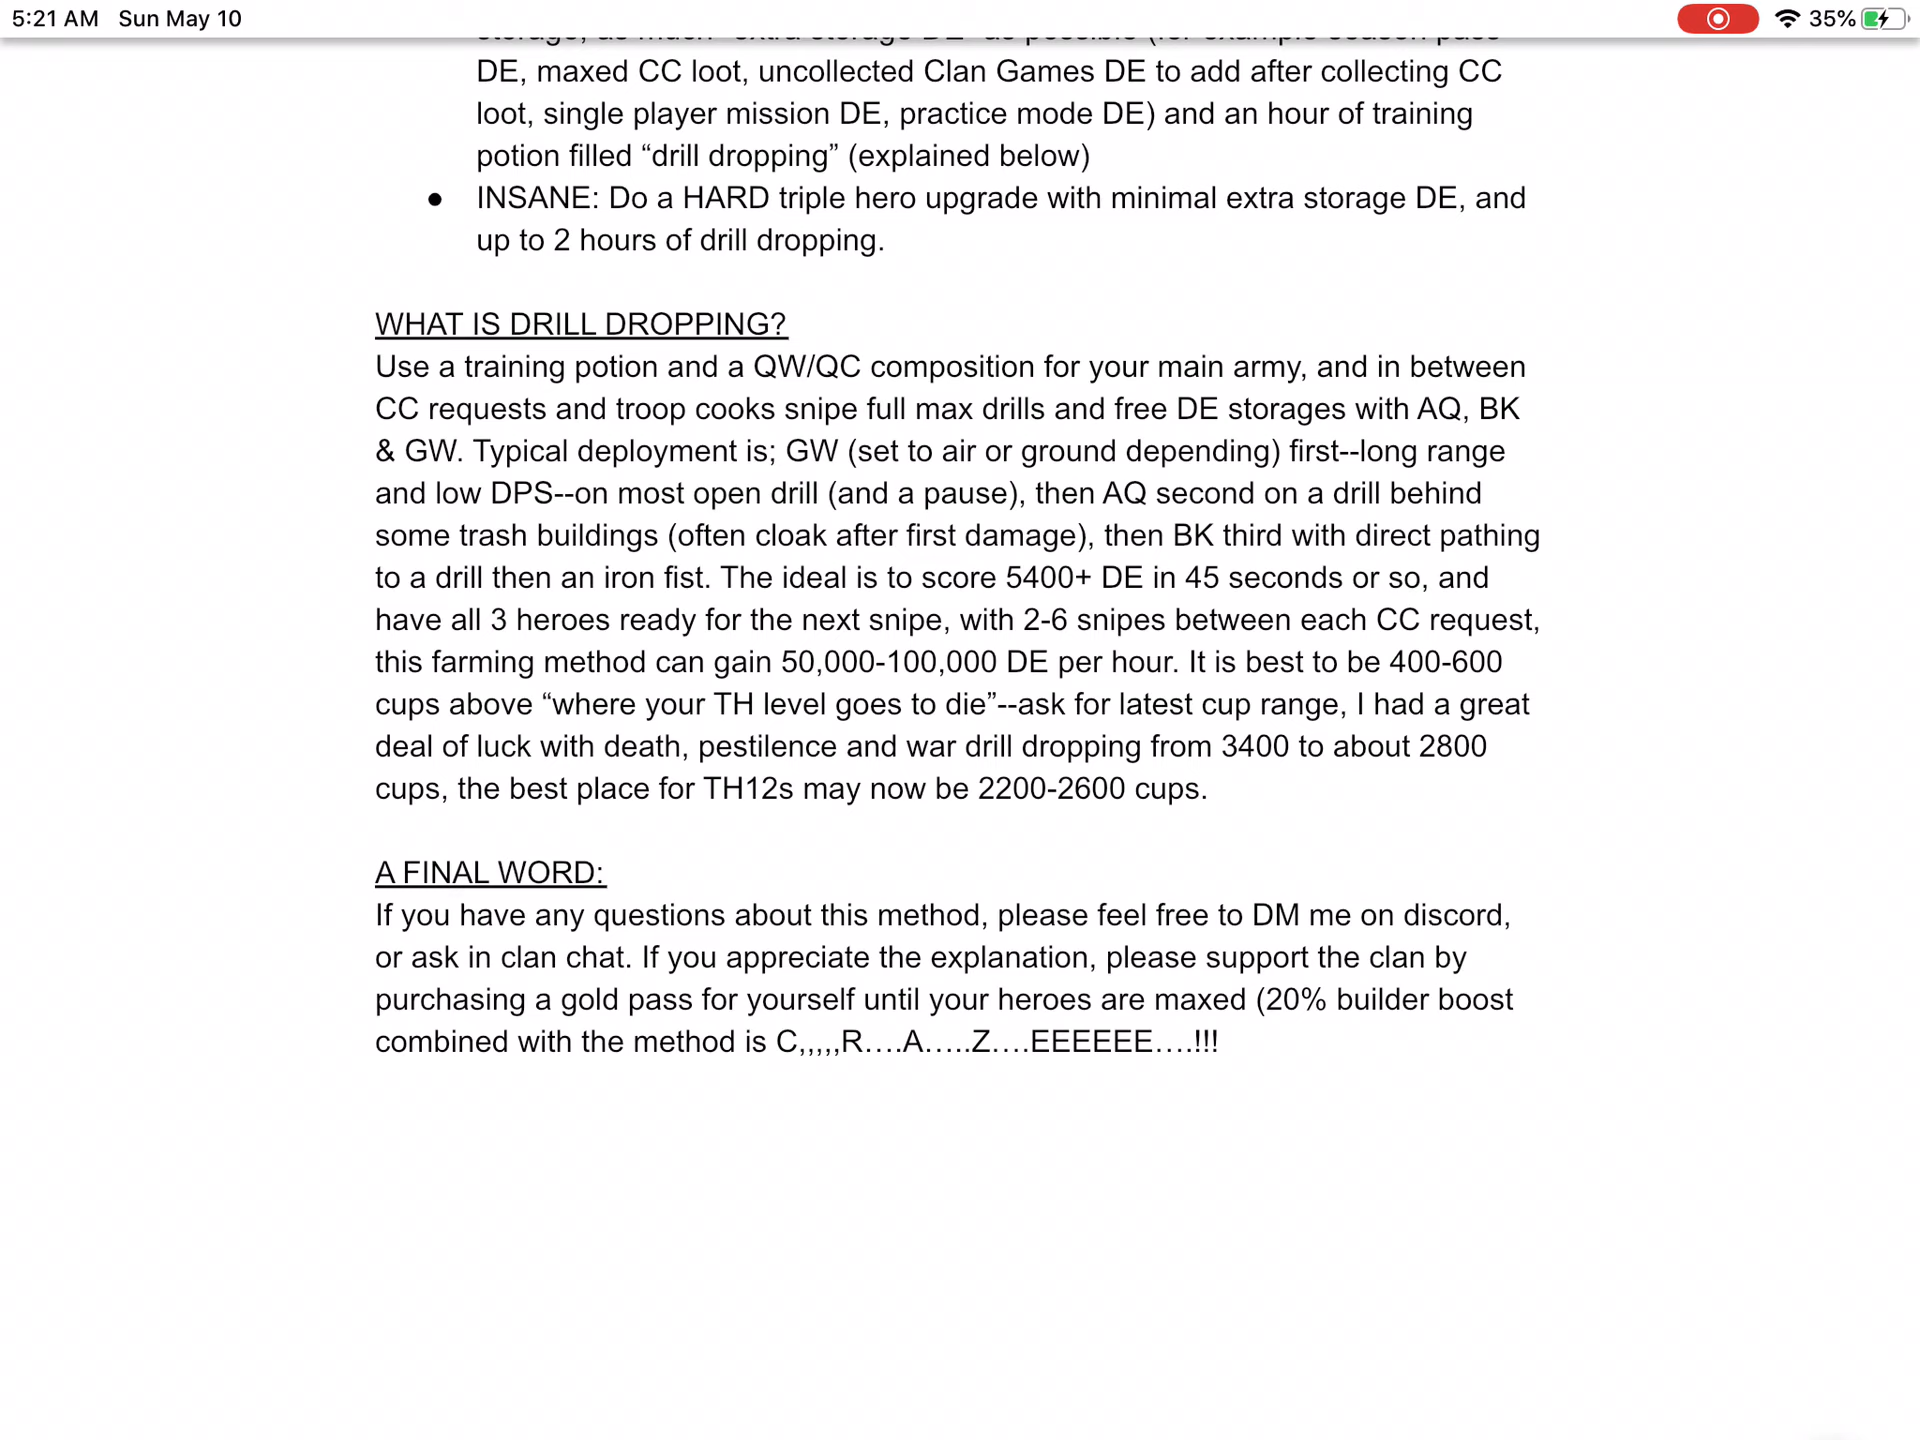 5:21 AM Sun May 10
35%
storage, as much "extra storage DE" as possible (for example season pass
DE, maxed CC loot, uncollected Clan Games DE to add after collecting CC
loot, single player mission DE, practice mode DE) and an hour of training
potion filled “drill dropping” (explained below)
● INSANE: Do a HARD triple hero upgrade with minimal extra storage DE, and
up to 2 hours of drill dropping.
WHAT IS DRILL DROPPING?
Use a training potion and a QW/QC composition for your main army, and in between
CC requests and troop cooks snipe full max drills and free DE storages with AQ, BK
& GW. Typical deployment is; GW (set to air or ground depending) first--long range
and low DPS--on most open drill (and a pause), then AQ second on a drill behind
some trash buildings (often cloak after first damage), then BK third with direct pathing
to a drill then an iron fist. The ideal is to score 5400+ DE in 45 seconds or so, and
have all 3 heroes ready for the next snipe, with 2-6 snipes between each CC request,
this farming method can gain 50,000-100,000 DE per hour. It is best to be 400-600
cups above “where your TH level goes to die”--ask for latest cup range, I had a great
deal of luck with death, pestilence and war drill dropping from 3400 to about 2800
cups, the best place for TH12s may now be 2200-2600 cups.
A FINAL WORD:
If you have any questions about this method, please feel free to DM me on discord,
or ask in clan chat. If you appreciate the explanation, please support the clan by
purchasing a gold pass for yourself until your heroes are maxed (20% builder boost
combined with the method is C,,,,,R….A…..Z….EEEEEE….!!!